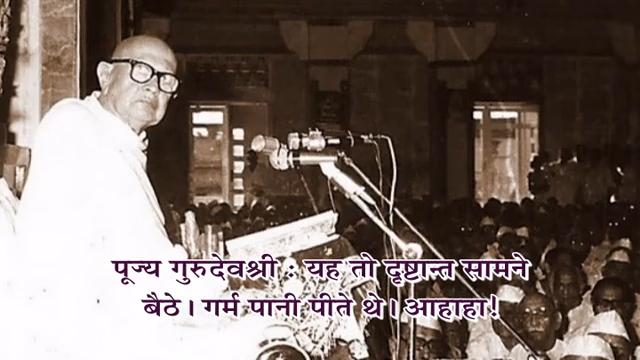 पूज्य गुरुदेवश्री : यह तो दृष्टान्त सामने
बैठे। गर्म पानी पीते थे। आहाहा!